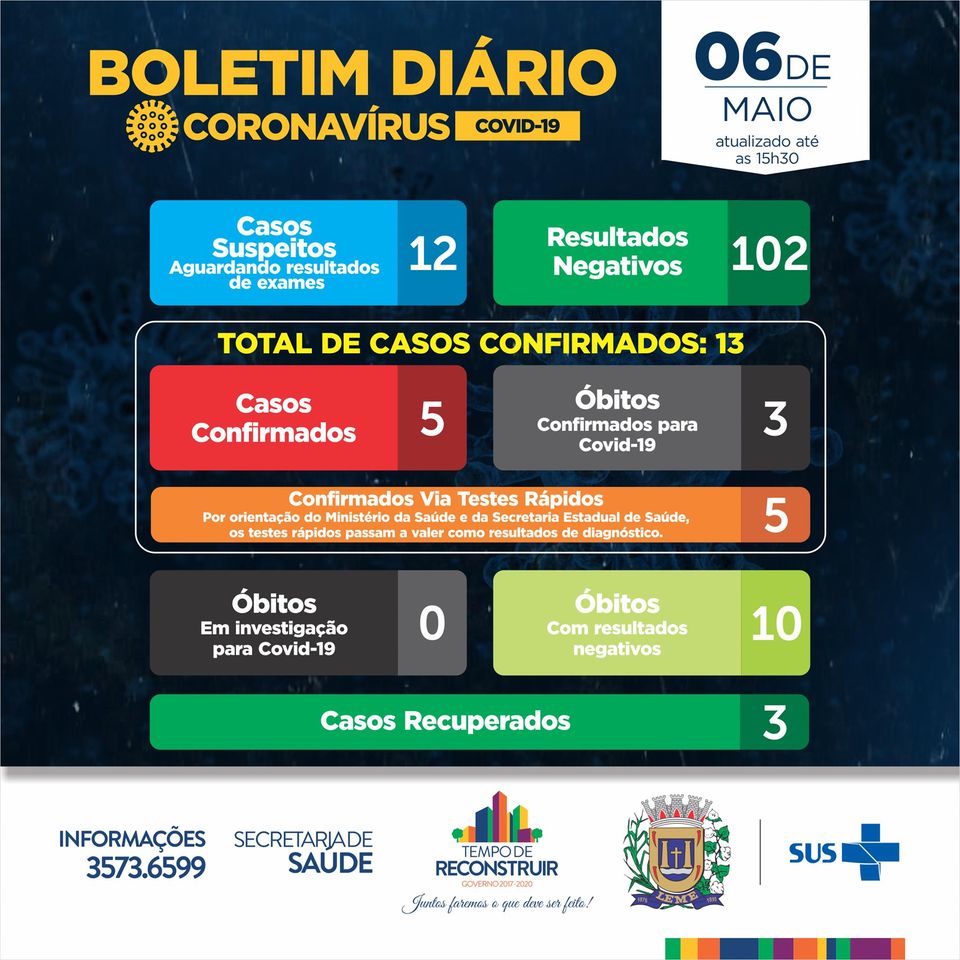 BOLETIM DIÁRIO
CORONAVÍRUS COVID-19
06 DE
MAIO
atualizado até
as 15h30
Casos
Suspeitos
Aguardando resultados
de exames
12
Resultados
Negativos
102
TOTAL DE CASOS CONFIRMADOS: 13
Casos
Confirmados
5
Óbitos
Confirmados para
Covid-19
3
Confirmados Via Testes Rápidos
Por orientação do Ministério da Saúde e da Secretaria Estadual de Saúde,
os testes rápidos passam a valer como resultados de diagnóstico.
5
Óbitos
Em investigação
para Covid-19
0
Óbitos
Com resultados
negativos
10
Casos Recuperados
3
INFORMAÇÕES
3573.6599
SECRETARIA DE
SAÚDE
TEMPO DE
RECONSTRUIR
GOVERNO 2017-2020
Juntos faremos o que deve ser feito!
LEME
SUS